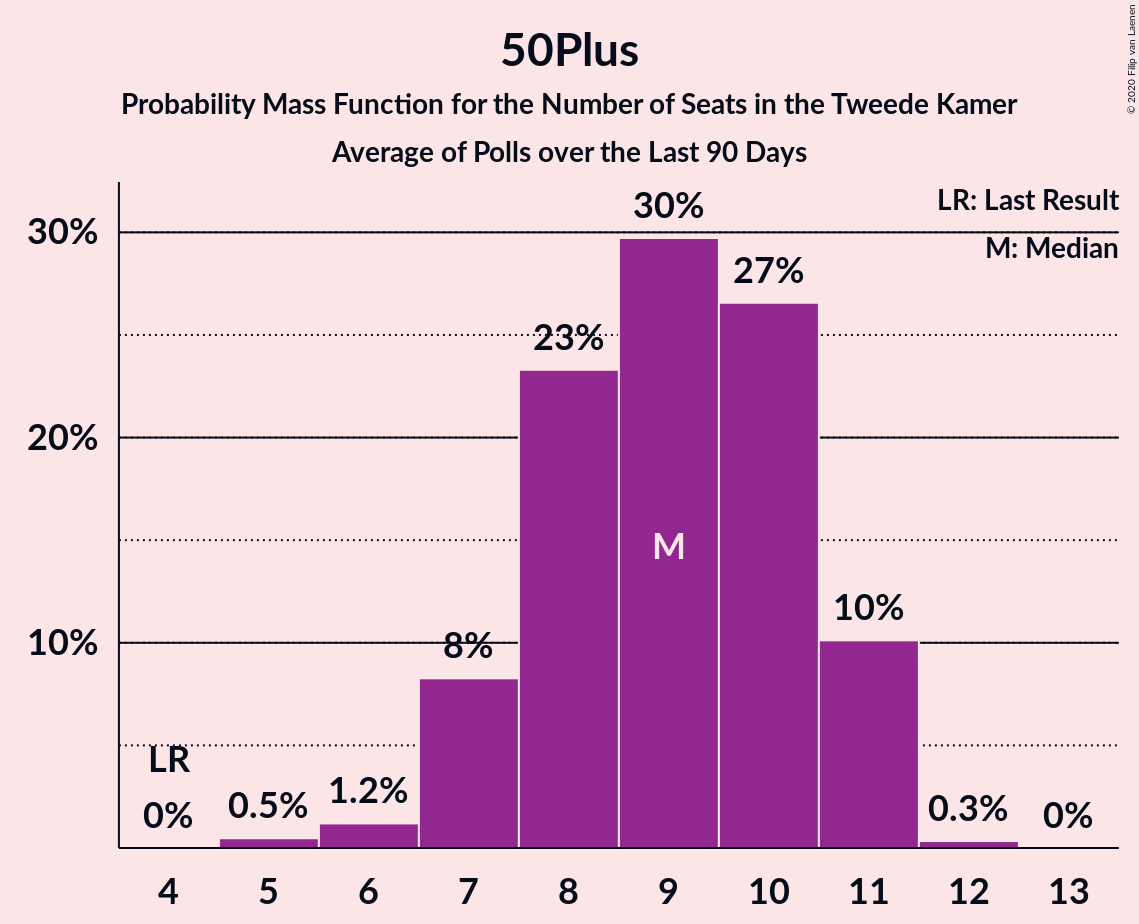 50Plus
Probability Mass Function for the Number of Seats in the Tweede Kamer
Average of Polls over the Last 90 Days
© 2020 Filip van Laenen
LR: Last Result
M: Median
30%
20%
10%
LR
0%
0.5%
1.2%
8%
23%
30%
M
27%
10%
0.3%
0%
4 5 6 7 8 9 10 11 12 13